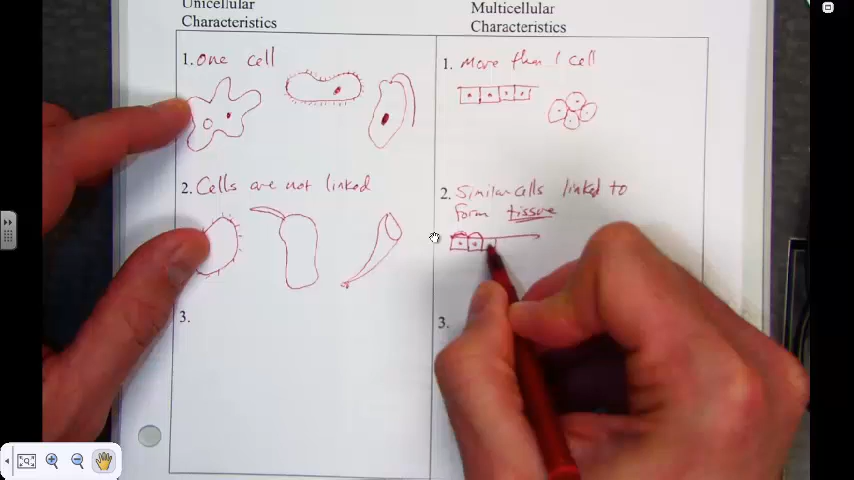 Unicellular
Characteristics
Multicellular
Characteristics
1. One cell
1. More than 1 cell
2. Cells are not linked
2. Similar cells linked to
form tissue
3.
3.